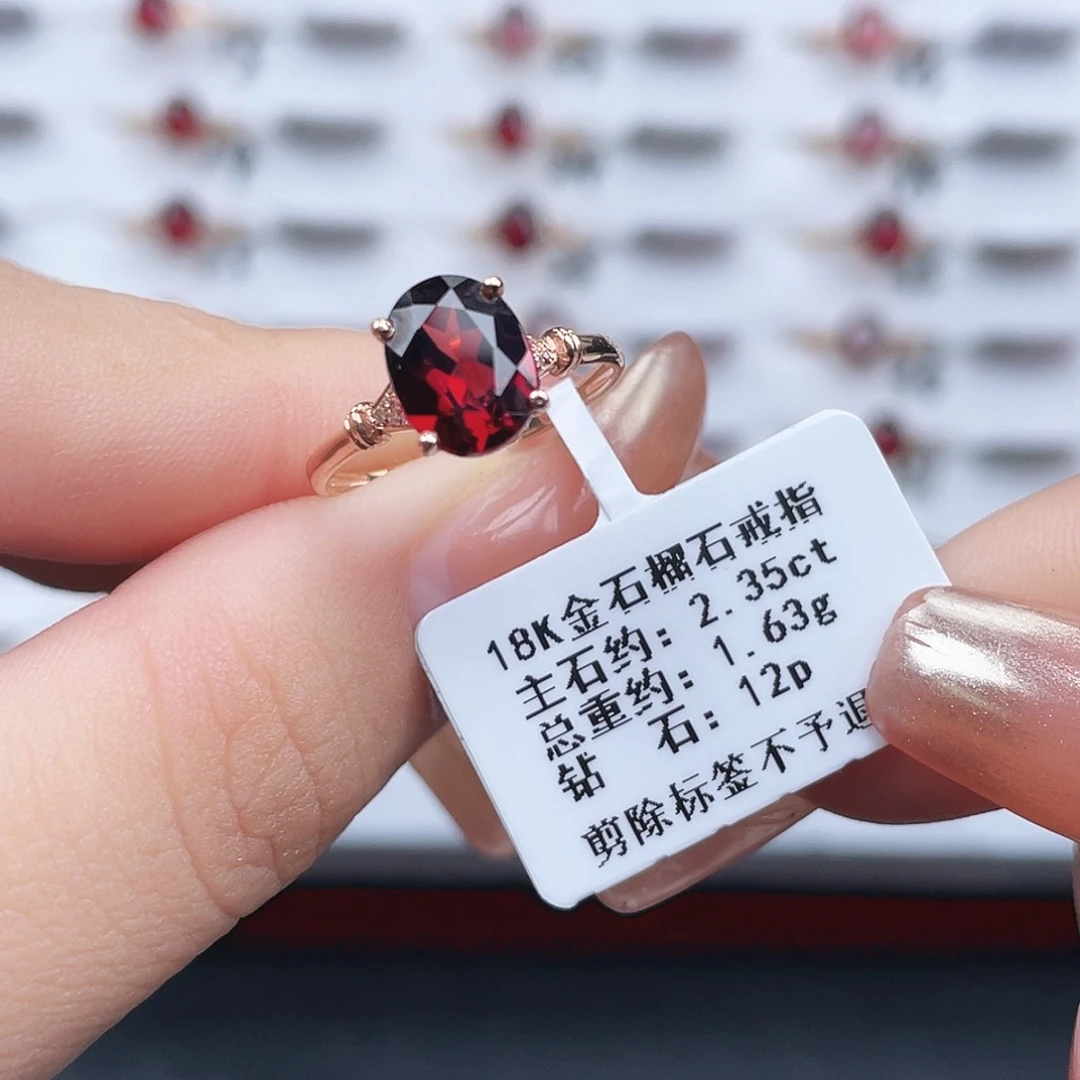 18K金石榴石戒指
主石约: 2.35ct
总重约: 1.63g
钻 石: 12p
剪除标签不予退